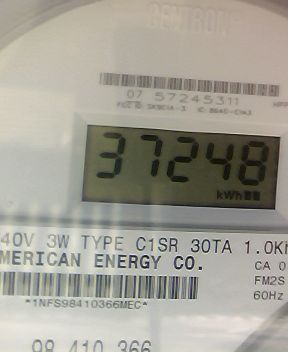 CENTRON
07 57245311
37248
kWh
40V 3W TYPE C1SR 30TA 1.0Kh
MERICAN ENERGY CO.
CA 0
FM2S
60Hz
*1NFS98410366MEC*
98 410 366